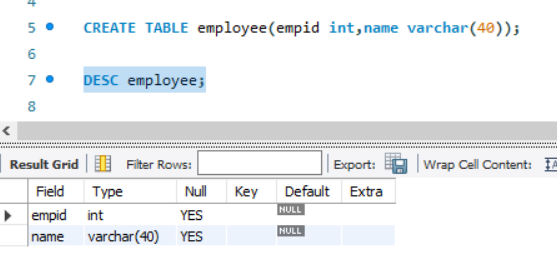 4
5 CREATE TABLE employee(empid int,name varchar(40));
6
7 DESC employee;
8
Result Grid Filter Rows: Export: Wrap Cell Content:
Field Type Null Key Default Extra
empid int YES NULL
name varchar(40) YES NULL